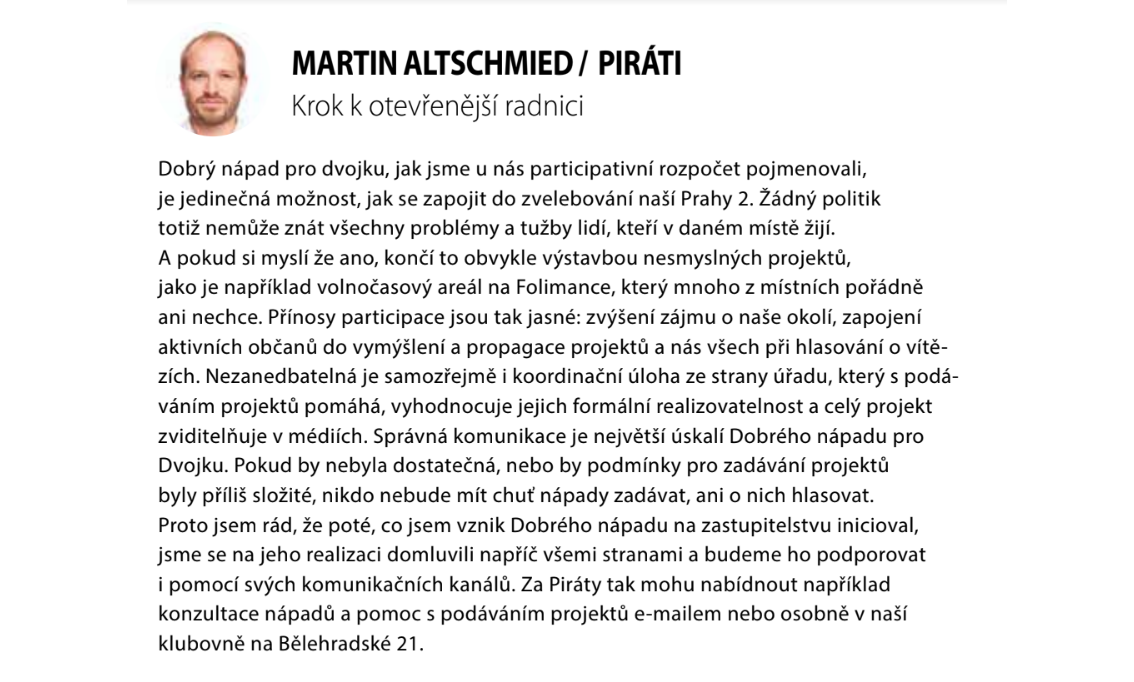 MARTIN ALTSCHMIED / PIRÁTI
Krok k otevřenější radnici
Dobrý nápad pro dvojku, jak jsme u nás participativní rozpočet pojmenovali,
je jedinečná možnost, jak se zapojit do zvelebování naší Prahy 2. Žádný politik
totiž nemůže znát všechny problémy a tužby lidí, kteří v daném místě žijí.
A pokud si myslí že ano, končí to obvykle výstavbou nesmyslných projektů,
jako je například volnočasový areál na Folimance, který mnoho z místních pořádně
ani nechce. Přínosy participace jsou tak jasné: zvýšení zájmu o naše okolí, zapojení
aktivních občanů do vymýšlení a propagace projektů a nás všech při hlasování o vítě-
zích. Nezanedbatelná je samozřejmě i koordinační úloha ze strany úřadu, který s podá-
váním projektů pomáhá, vyhodnocuje jejich formální realizovatelnost a celý projekt
zviditelňuje v médiích. Správná komunikace je největší úskalí Dobrého nápadu pro
Dvojku. Pokud by nebyla dostatečná, nebo by podmínky pro zadávání projektů
byly příliš složité, nikdo nebude mít chuť nápady zadávat, ani o nich hlasovat.
Proto jsem rád, že poté, co jsem vznik Dobrého nápadu na zastupitelstvu inicioval,
jsme se na jeho realizaci domluvili napříč všemi stranami a budeme ho podporovat
i pomocí svých komunikačních kanálů. Za Piráty tak mohu nabídnout například
konzultace nápadů a pomoc s podáváním projektů e-mailem nebo osobně v naší
klubovně na Bělehradské 21.